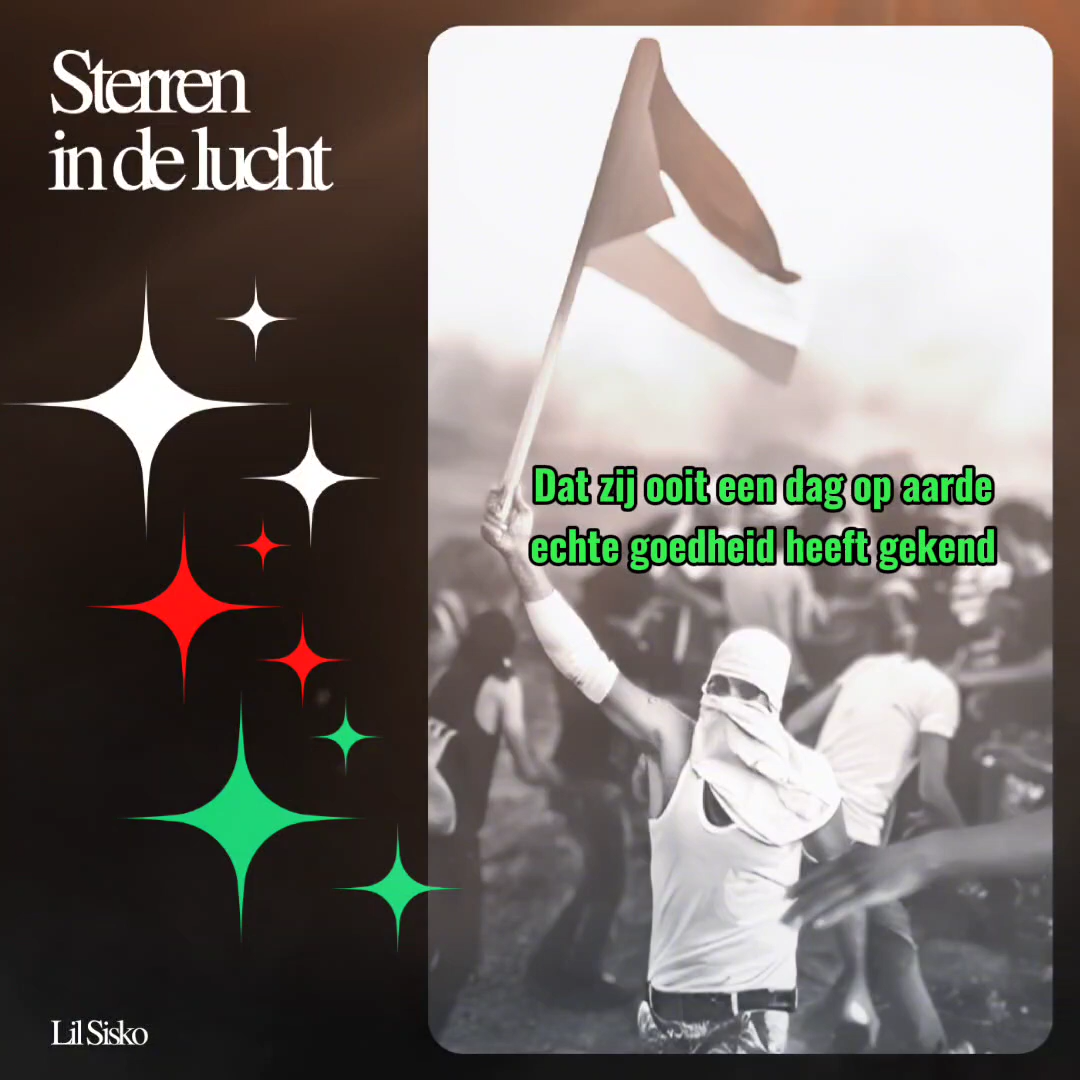 Sterren
in de lucht
Dat zij ooit een dag op aarde
echte goedheid heeft gekend
Lil Sisko